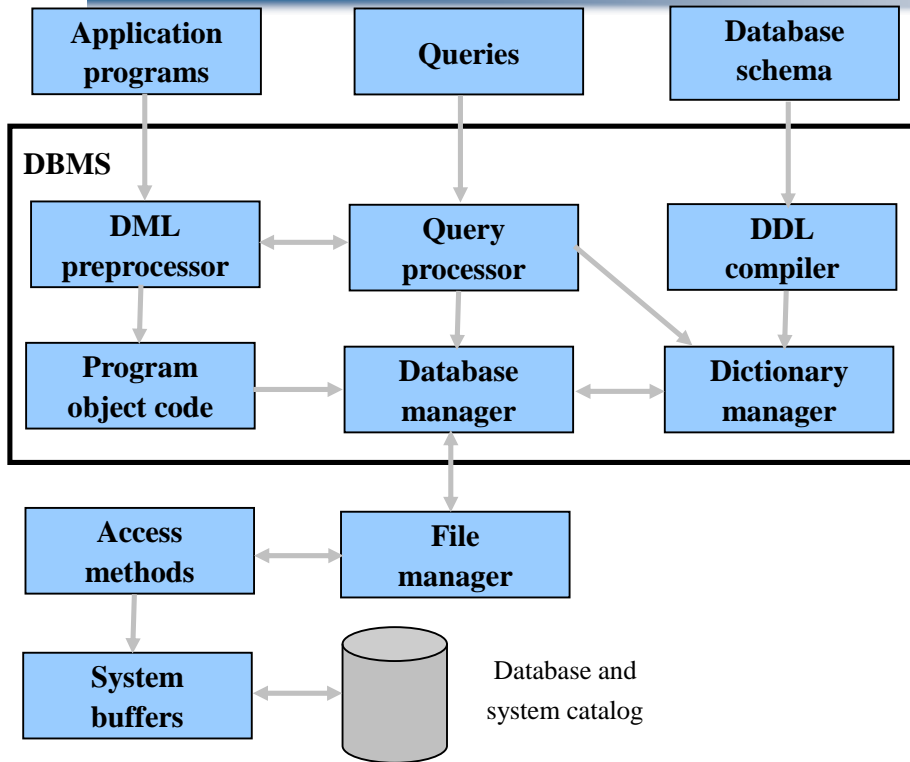 Application
programs
Queries
Database
schema
DBMS
DML
preprocessor
Query
processor
DDL
compiler
Program
object code
Database
manager
Dictionary
manager
Access
methods
File
manager
System
buffers
Database and
system catalog